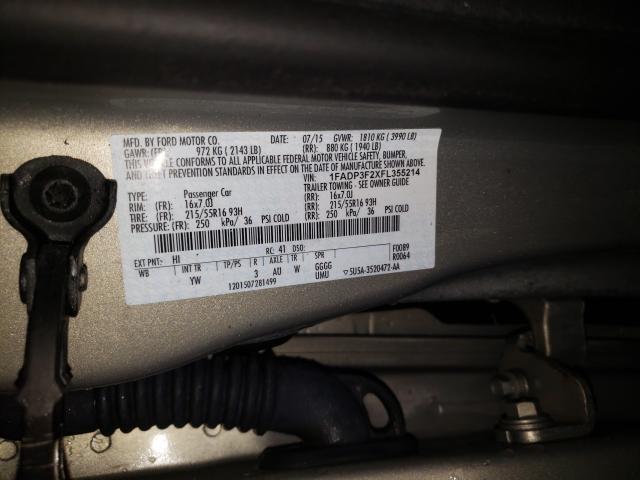 MFD. BY FORD MOTOR CO. DATE: 07/15 GVWR: 1810 KG ( 3990 LB)
GAWR: (FR): 972 KG ( 2143 LB) (RR): 880 KG ( 1940 LB)
THIS VEHICLE CONFORMS TO ALL APPLICABLE FEDERAL MOTOR VEHICLE SAFETY, BUMPER,
AND THEFT PREVENTION STANDARDS IN EFFECT ON THE DATE OF MANUFACTURE SHOWN ABOVE.
VIN: 1FADP3F2XFL355214
TYPE: Passenger Car TRAILER TOWING - SEE OWNER GUIDE
RIM: (FR): 16x7.0J (RR): 16x7.0J
TIRE: (FR): 215/55R16 93H (RR): 215/55R16 93H
PRESSURE: (FR): 250 kPa/ 36 PSI COLD (RR): 250 kPa/ 36 PSI COLD
EXT PNT: HI RC: 41 DSO: F0089
WB INT TR TP/PS R AXLE TR SPR R0064
YW 3 AU W GGGG
UMU 5U5A-3520472-AA
1201507281499